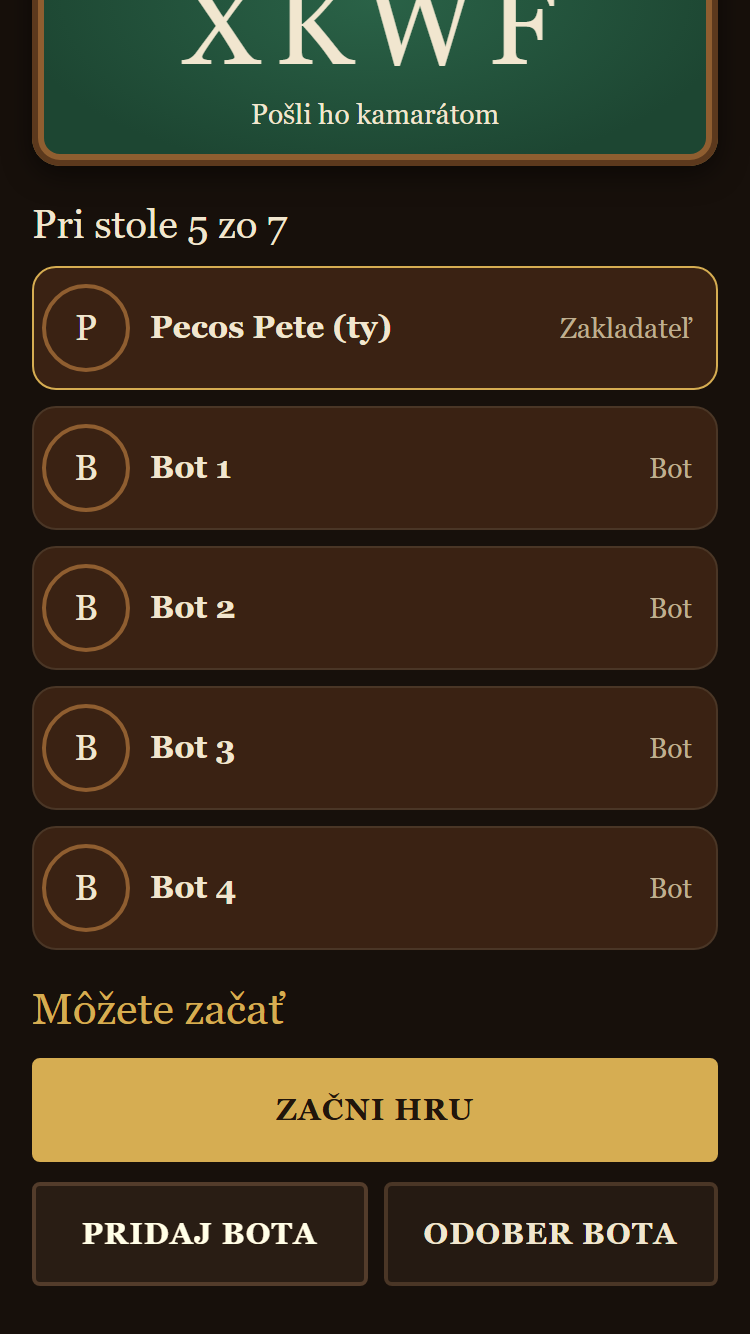 XKWF
Pošli ho kamarátom
Pri stole 5 zo 7
P Pecos Pete (ty) Zakladateľ
B Bot 1 Bot
B Bot 2 Bot
B Bot 3 Bot
B Bot 4 Bot
Môžete začať
ZAČNI HRU
PRIDAJ BOTA ODOBER BOTA